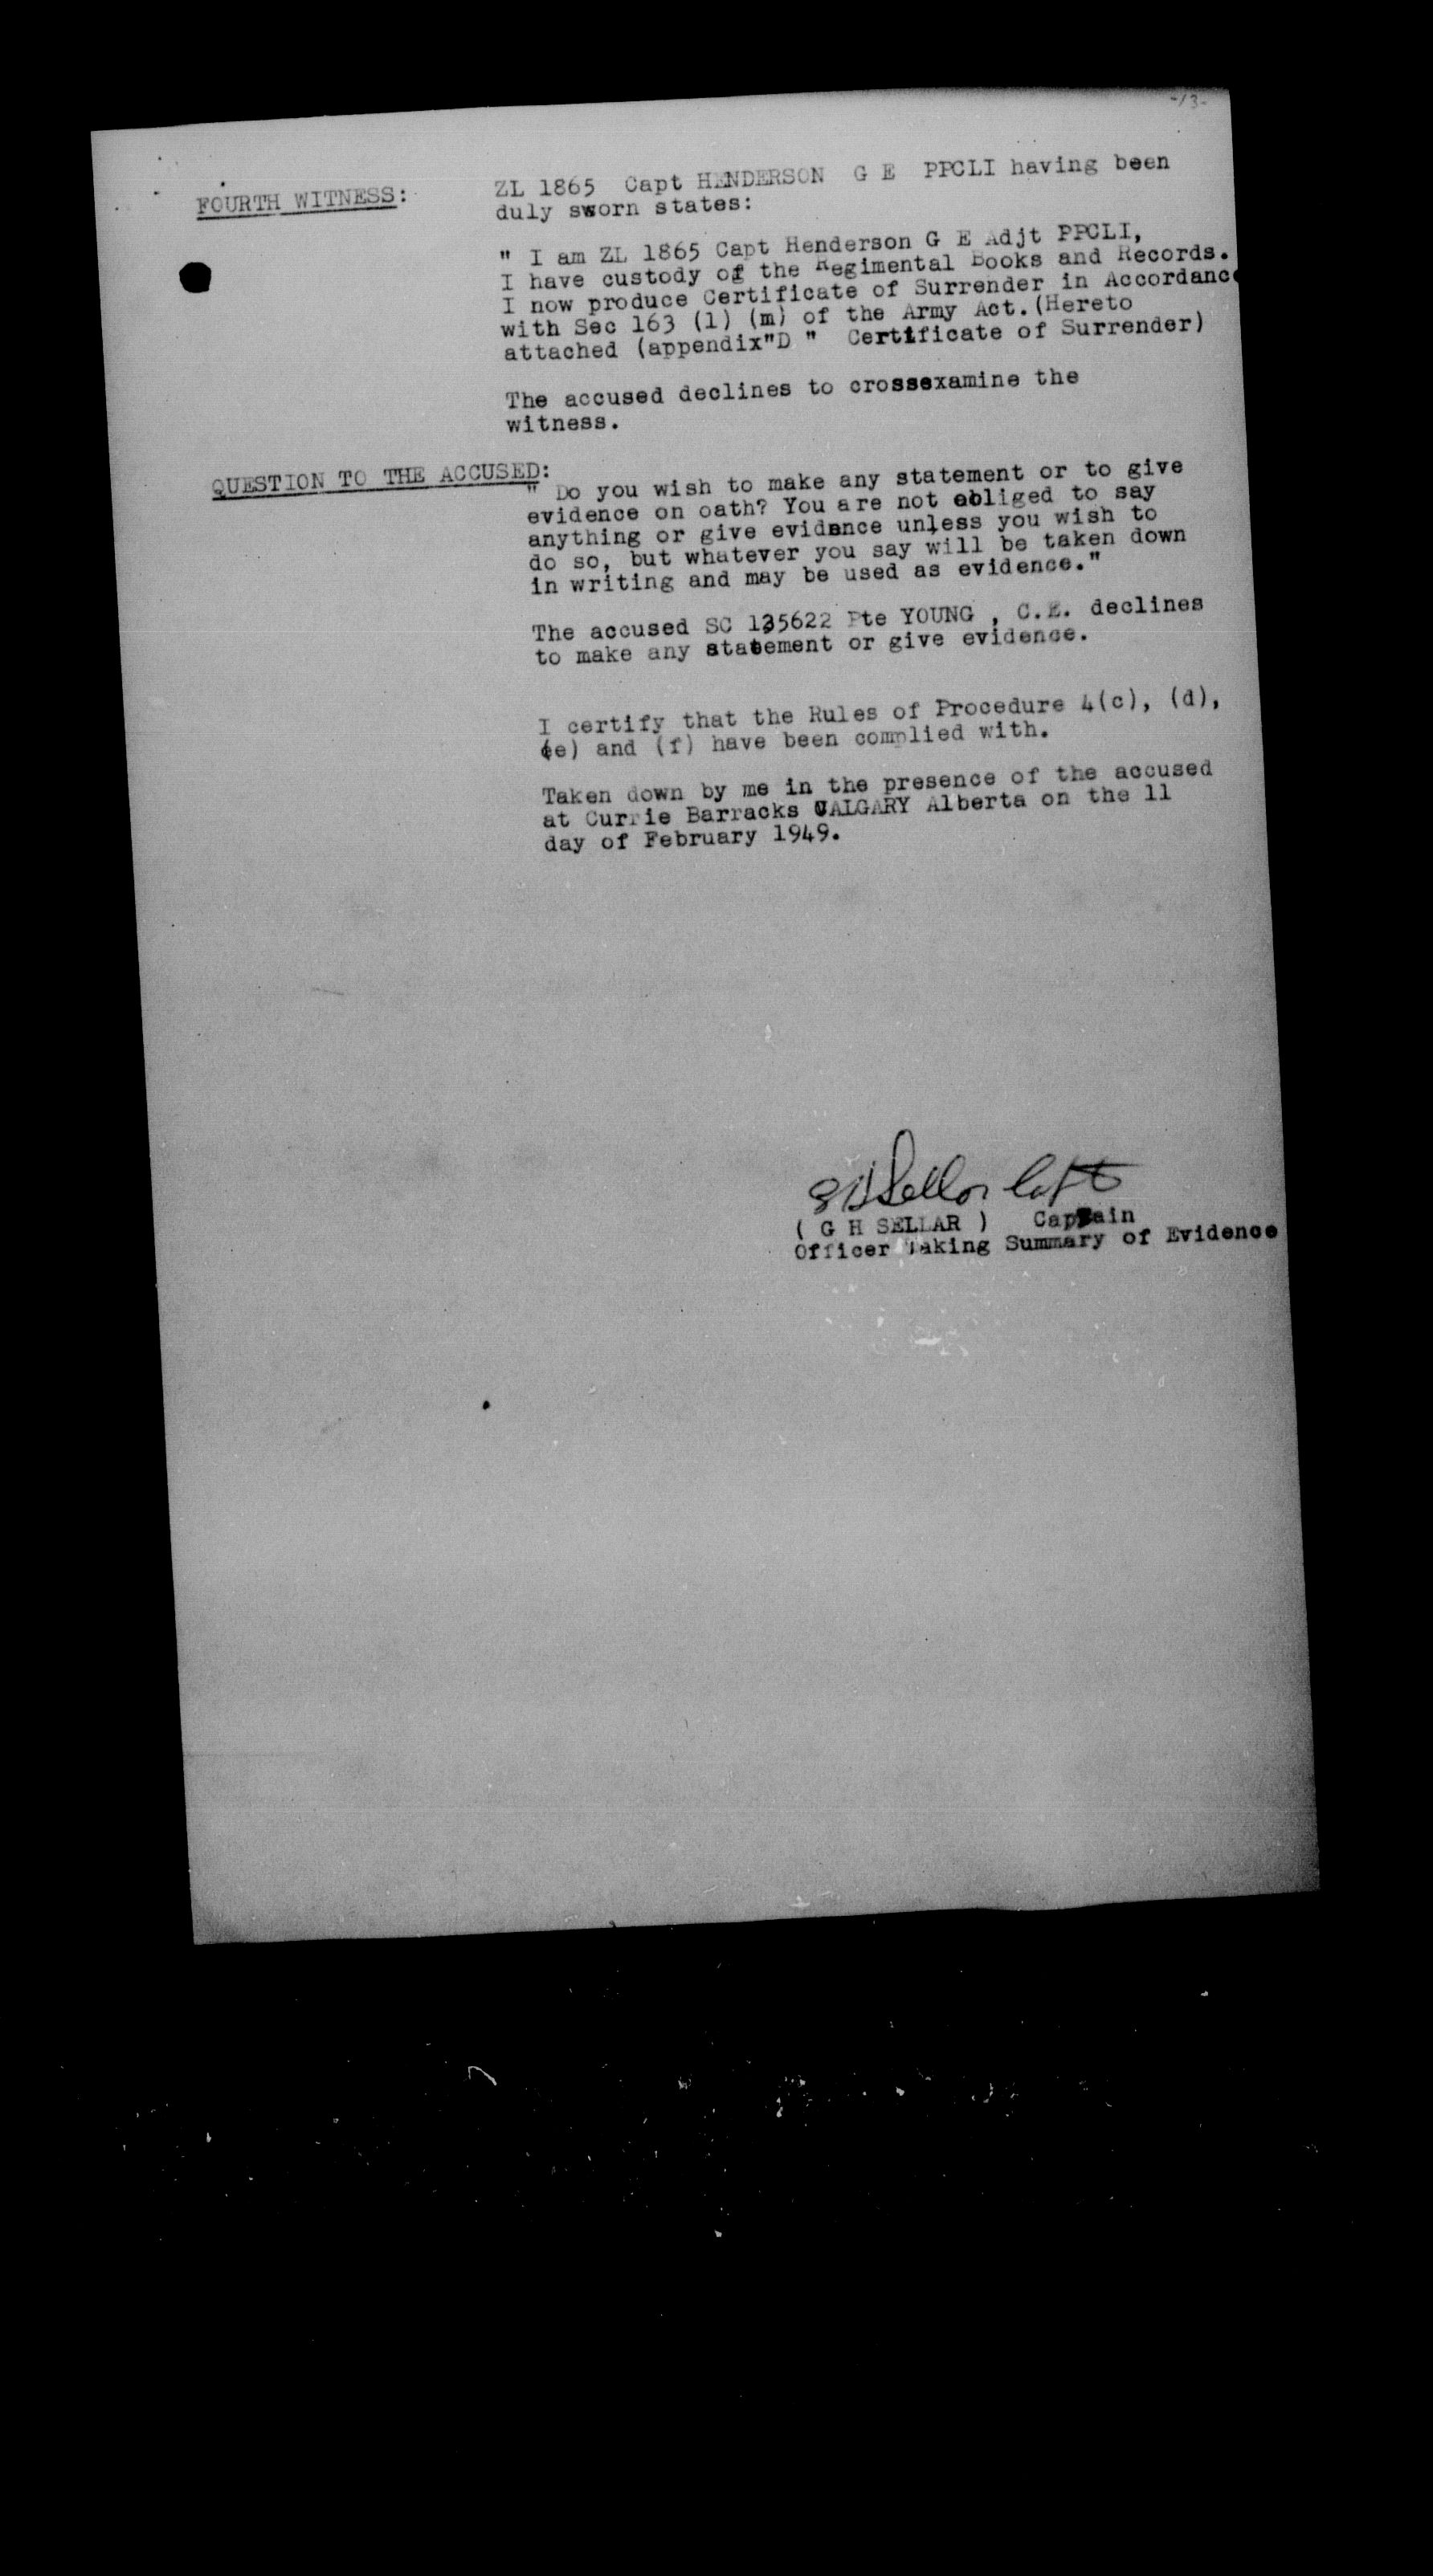 -13-
FOURTH WITNESS:
ZL 1865 Capt HENDERSON G E PPCLI having been
duly sworn states:
" I am ZL 1865 Capt Henderson G E Adjt PPCLI,
I have custody of the Regimental Books and Records.
I now produce Certificate of Surrender in Accordance
with Sec 163 (1) (m) of the Army Act.(Hereto
attached (appendix"D " Certificate of Surrender)
The accused declines to crossexamine the
witness.
QUESTION TO THE ACCUSED:
" Do you wish to make any statement or to give
evidence on oath? You are not obliged to say
anything or give evidence unless you wish to
do so, but whatever you say will be taken down
in writing and may be used as evidence."
The accused SC 135622 Pte YOUNG , C.E. declines
to make any statement or give evidence.
I certify that the Rules of Procedure 4(c), (d),
(e) and (f) have been complied with.
Taken down by me in the presence of the accused
at Currie Barracks CALGARY Alberta on the 11
day of February 1949.
GH Sellar Capt
( G H SELLAR ) Captain
Officer Taking Summary of Evidence